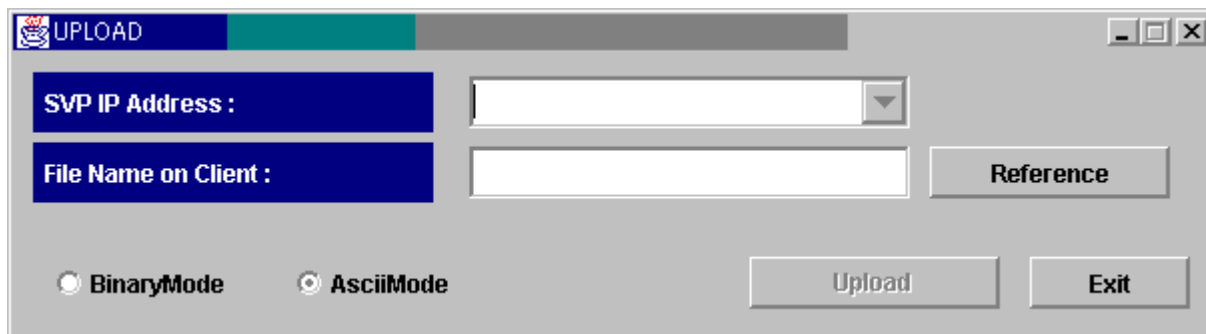 UPLOAD
SVP IP Address :
File Name on Client :
Reference
BinaryMode
AsciiMode
Upload
Exit